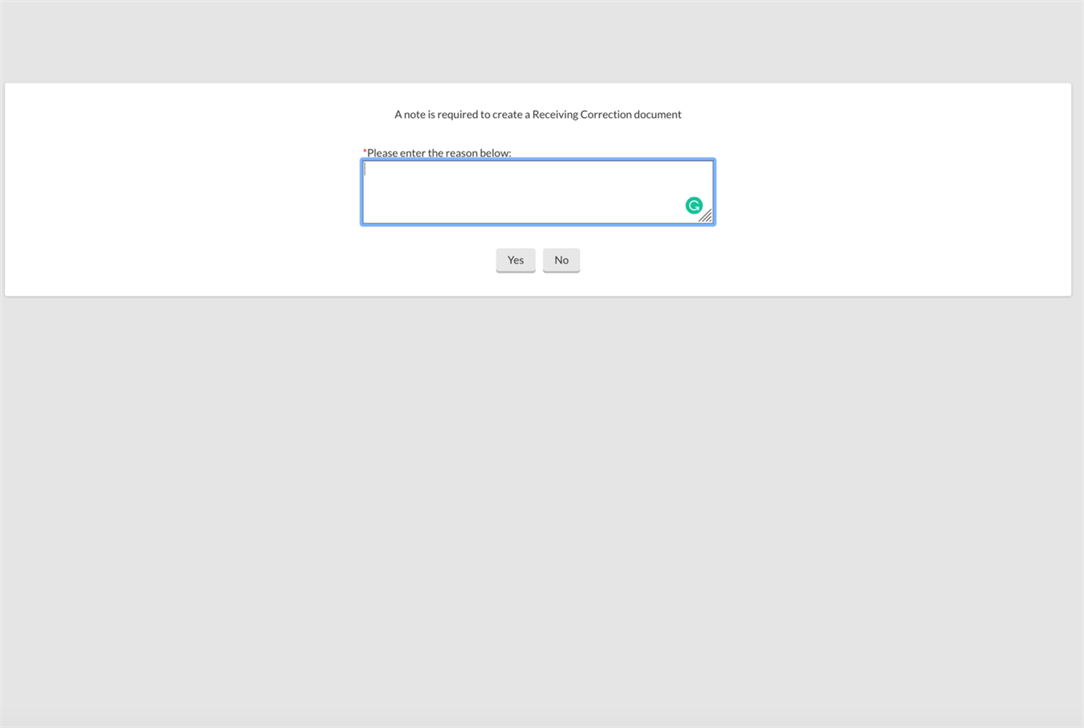 A note is required to create a Receiving Correction document
*Please enter the reason below:
Yes No